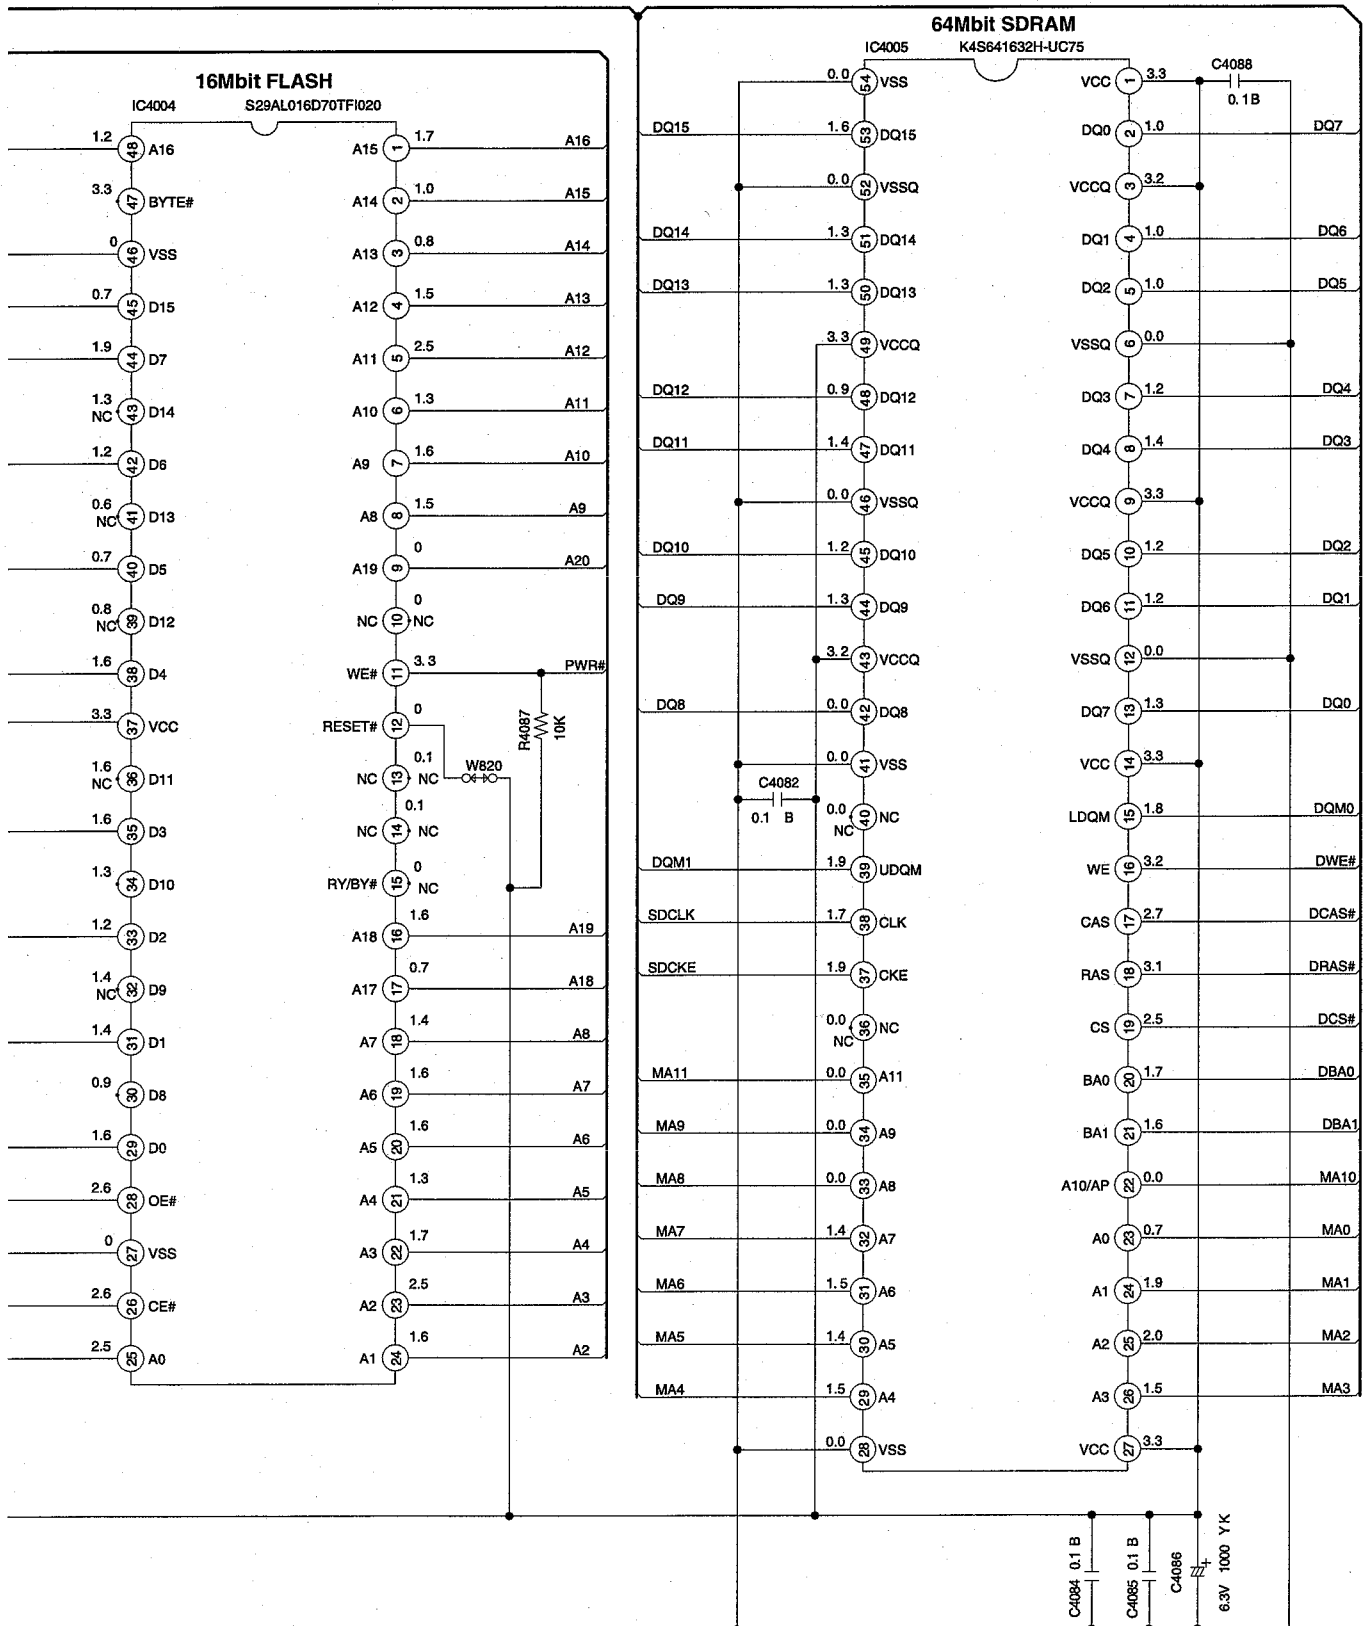 16Mbit FLASH
IC4004 S29AL016D70TFI020
1.2 48 A16 A15 1 1.7 A16
3.3 47 BYTE# A14 2 1.0 A15
0 46 VSS A13 3 0.8 A14
0.7 45 D15 A12 4 1.5 A13
1.9 44 D7 A11 5 2.5 A12
1.3 NC 43 D14 A10 6 1.3 A11
1.2 42 D6 A9 7 1.6 A10
0.6 NC 41 D13 A8 8 1.5 A9
0.7 40 D5 A19 9 0 A20
0.8 NC 39 D12 NC 10 0 NC
1.6 38 D4 WE# 11 3.3 PWR#
3.3 37 VCC RESET# 12 0
R4087 10K
1.6 NC 36 D11 NC 13 0.1 NC W820
1.6 35 D3 NC 14 0.1 NC
1.3 34 D10 RY/BY# 15 0 NC
1.2 33 D2 A18 16 1.6 A19
1.4 NC 32 D9 A17 17 0.7 A18
1.4 31 D1 A7 18 1.4 A8
0.9 30 D8 A6 19 1.6 A7
1.6 29 D0 A5 20 1.6 A6
2.6 28 OE# A4 21 1.3 A5
0 27 VSS A3 22 1.7 A4
2.6 26 CE# A2 23 2.5 A3
2.5 25 A0 A1 24 1.6 A2
64Mbit SDRAM
IC4005 K4S641632H-UC75
0.0 54 VSS VCC 1 3.3 C4088 0.1B
DQ15 1.6 53 DQ15 DQ0 2 1.0 DQ7
0.0 52 VSSQ VCCQ 3 3.2
DQ14 1.3 51 DQ14 DQ1 4 1.0 DQ6
DQ13 1.3 50 DQ13 DQ2 5 1.0 DQ5
3.3 49 VCCQ VSSQ 6 0.0
DQ12 0.9 48 DQ12 DQ3 7 1.2 DQ4
DQ11 1.4 47 DQ11 DQ4 8 1.4 DQ3
0.0 46 VSSQ VCCQ 9 3.3
DQ10 1.2 45 DQ10 DQ5 10 1.2 DQ2
DQ9 1.3 44 DQ9 DQ6 11 1.2 DQ1
3.2 43 VCCQ VSSQ 12 0.0
DQ8 0.0 42 DQ8 DQ7 13 1.3 DQ0
0.0 41 VSS VCC 14 3.3
C4082 0.1 B
0.0 NC 40 NC LDQM 15 1.8 DQM0
DQM1 1.9 39 UDQM WE 16 3.2 DWE#
SDCLK 1.7 38 CLK CAS 17 2.7 DCAS#
SDCKE 1.9 37 CKE RAS 18 3.1 DRAS#
0.0 NC 36 NC CS 19 2.5 DCS#
MA11 0.0 35 A11 BA0 20 1.7 DBA0
MA9 0.0 34 A9 BA1 21 1.6 DBA1
MA8 0.0 33 A8 A10/AP 22 0.0 MA10
MA7 1.4 32 A7 A0 23 0.7 MA0
MA6 1.5 31 A6 A1 24 1.9 MA1
MA5 1.4 30 A5 A2 25 2.0 MA2
MA4 1.5 29 A4 A3 26 1.5 MA3
0.0 28 VSS VCC 27 3.3
C4084 0.1 B
C4085 0.1 B
C4086 +
6.3V 1000 YK